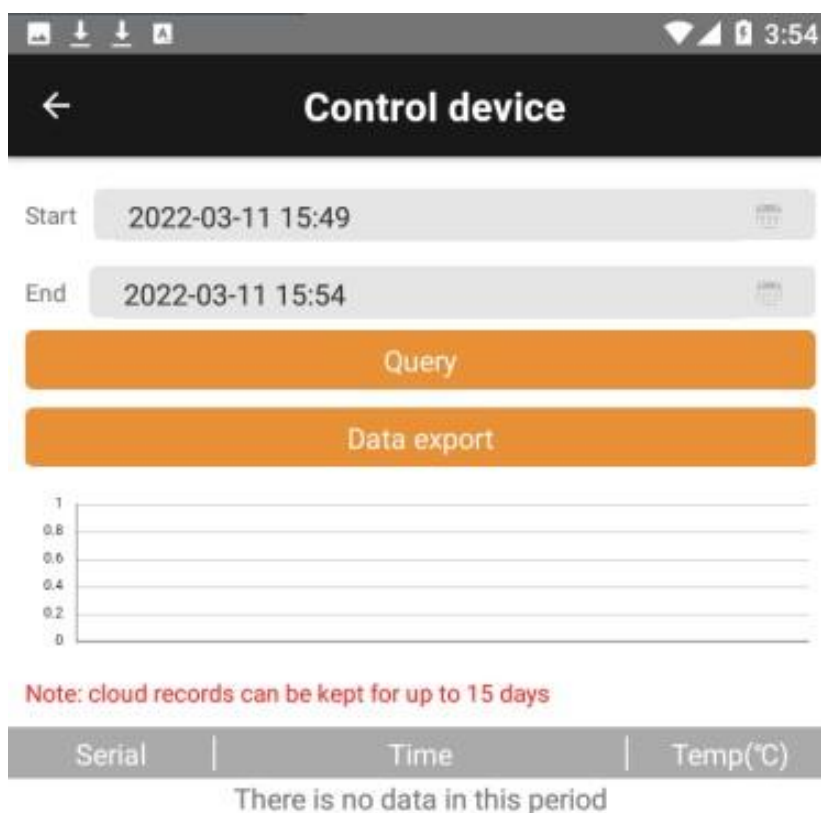 3:54
Control device
Start 2022-03-11 15:49
End 2022-03-11 15:54
Query
Data export
1
0.8
0.6
0.4
0.2
0
Note: cloud records can be kept for up to 15 days
Serial Time Temp(℃)
There is no data in this period